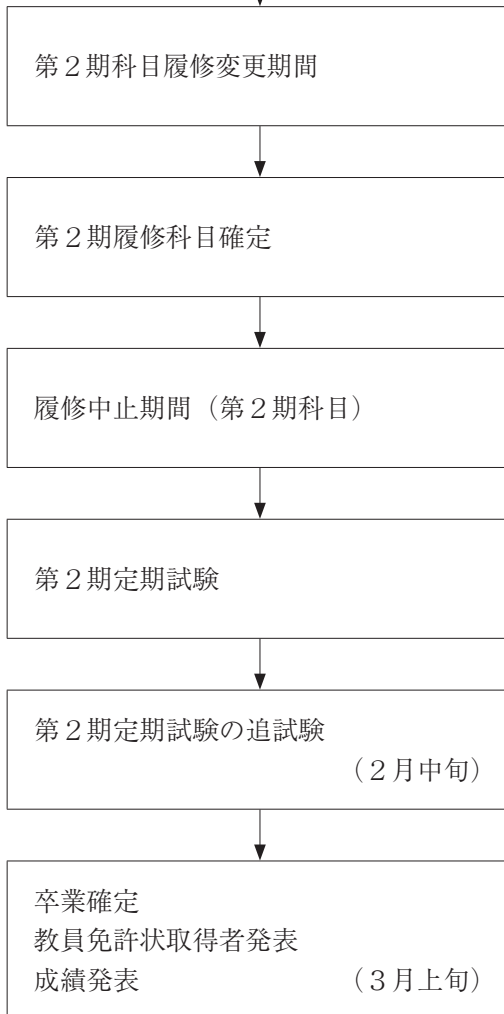 第２期科目履修変更期間
第２期履修科目確定
履修中止期間（第２期科目）
第２期定期試験
第２期定期試験の追試験
（２月中旬）
卒業確定
教員免許状取得者発表
成績発表　　　　　　（３月上旬）